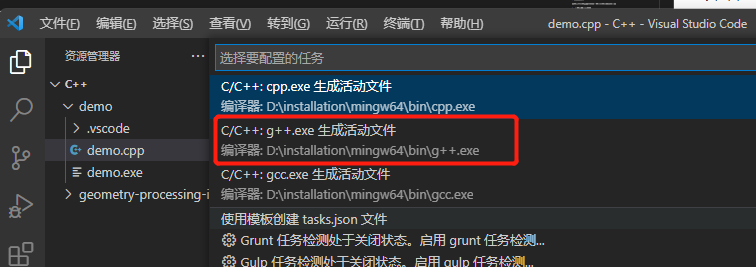 文件(F) 编辑(E) 选择(S) 查看(V) 转到(G) 运行(R) 终端(T) 帮助(H) demo.cpp - C++ - Visual Studio Code
资源管理器
选择要配置的任务
C++
C/C++: cpp.exe 生成活动文件
编译器: D:\installation\mingw64\bin\cpp.exe
demo
.vscode
C/C++: g++.exe 生成活动文件
demo.cpp
编译器: D:\installation\mingw64\bin\g++.exe
demo.exe
C/C++: gcc.exe 生成活动文件
geometry-processing-i
编译器: D:\installation\mingw64\bin\gcc.exe
使用模板创建 tasks.json 文件
Grunt 任务检测处于关闭状态。启用 grunt 任务检测...
Gulp 任务检测处于关闭状态。启用 gulp 任务检测...